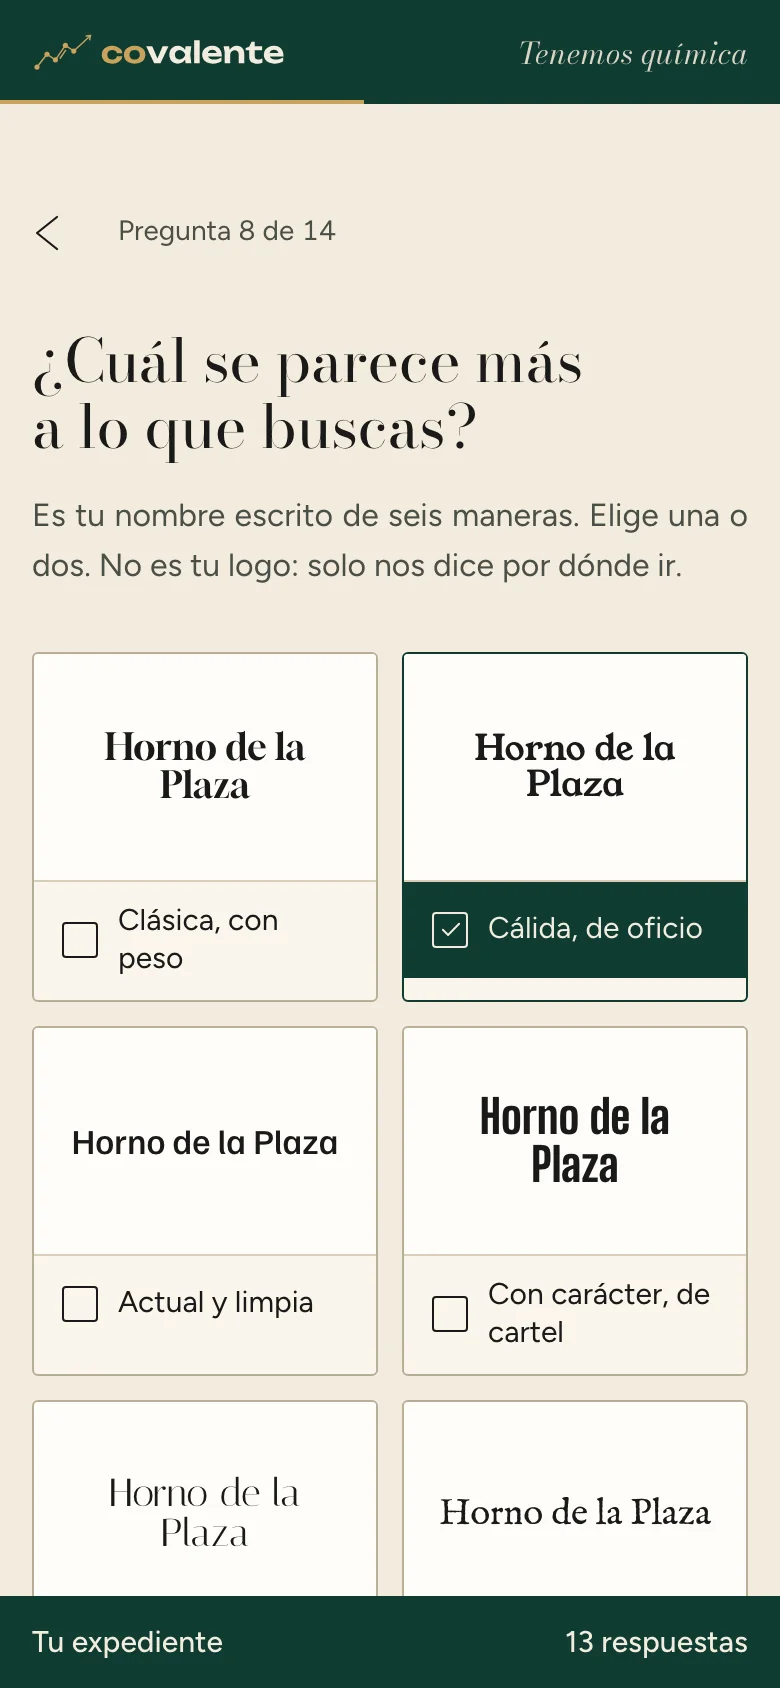 covalente
Tenemos química
Pregunta 8 de 14
¿Cuál se parece más
a lo que buscas?
Es tu nombre escrito de seis maneras. Elige una o
dos. No es tu logo: solo nos dice por dónde ir.
Horno de la
Plaza
Clásica, con
peso
Horno de la
Plaza
Cálida, de oficio
Horno de la Plaza
Actual y limpia
Horno de la
Plaza
Con carácter, de
cartel
Horno de la
Plaza
Horno de la Plaza
Tu expediente
13 respuestas